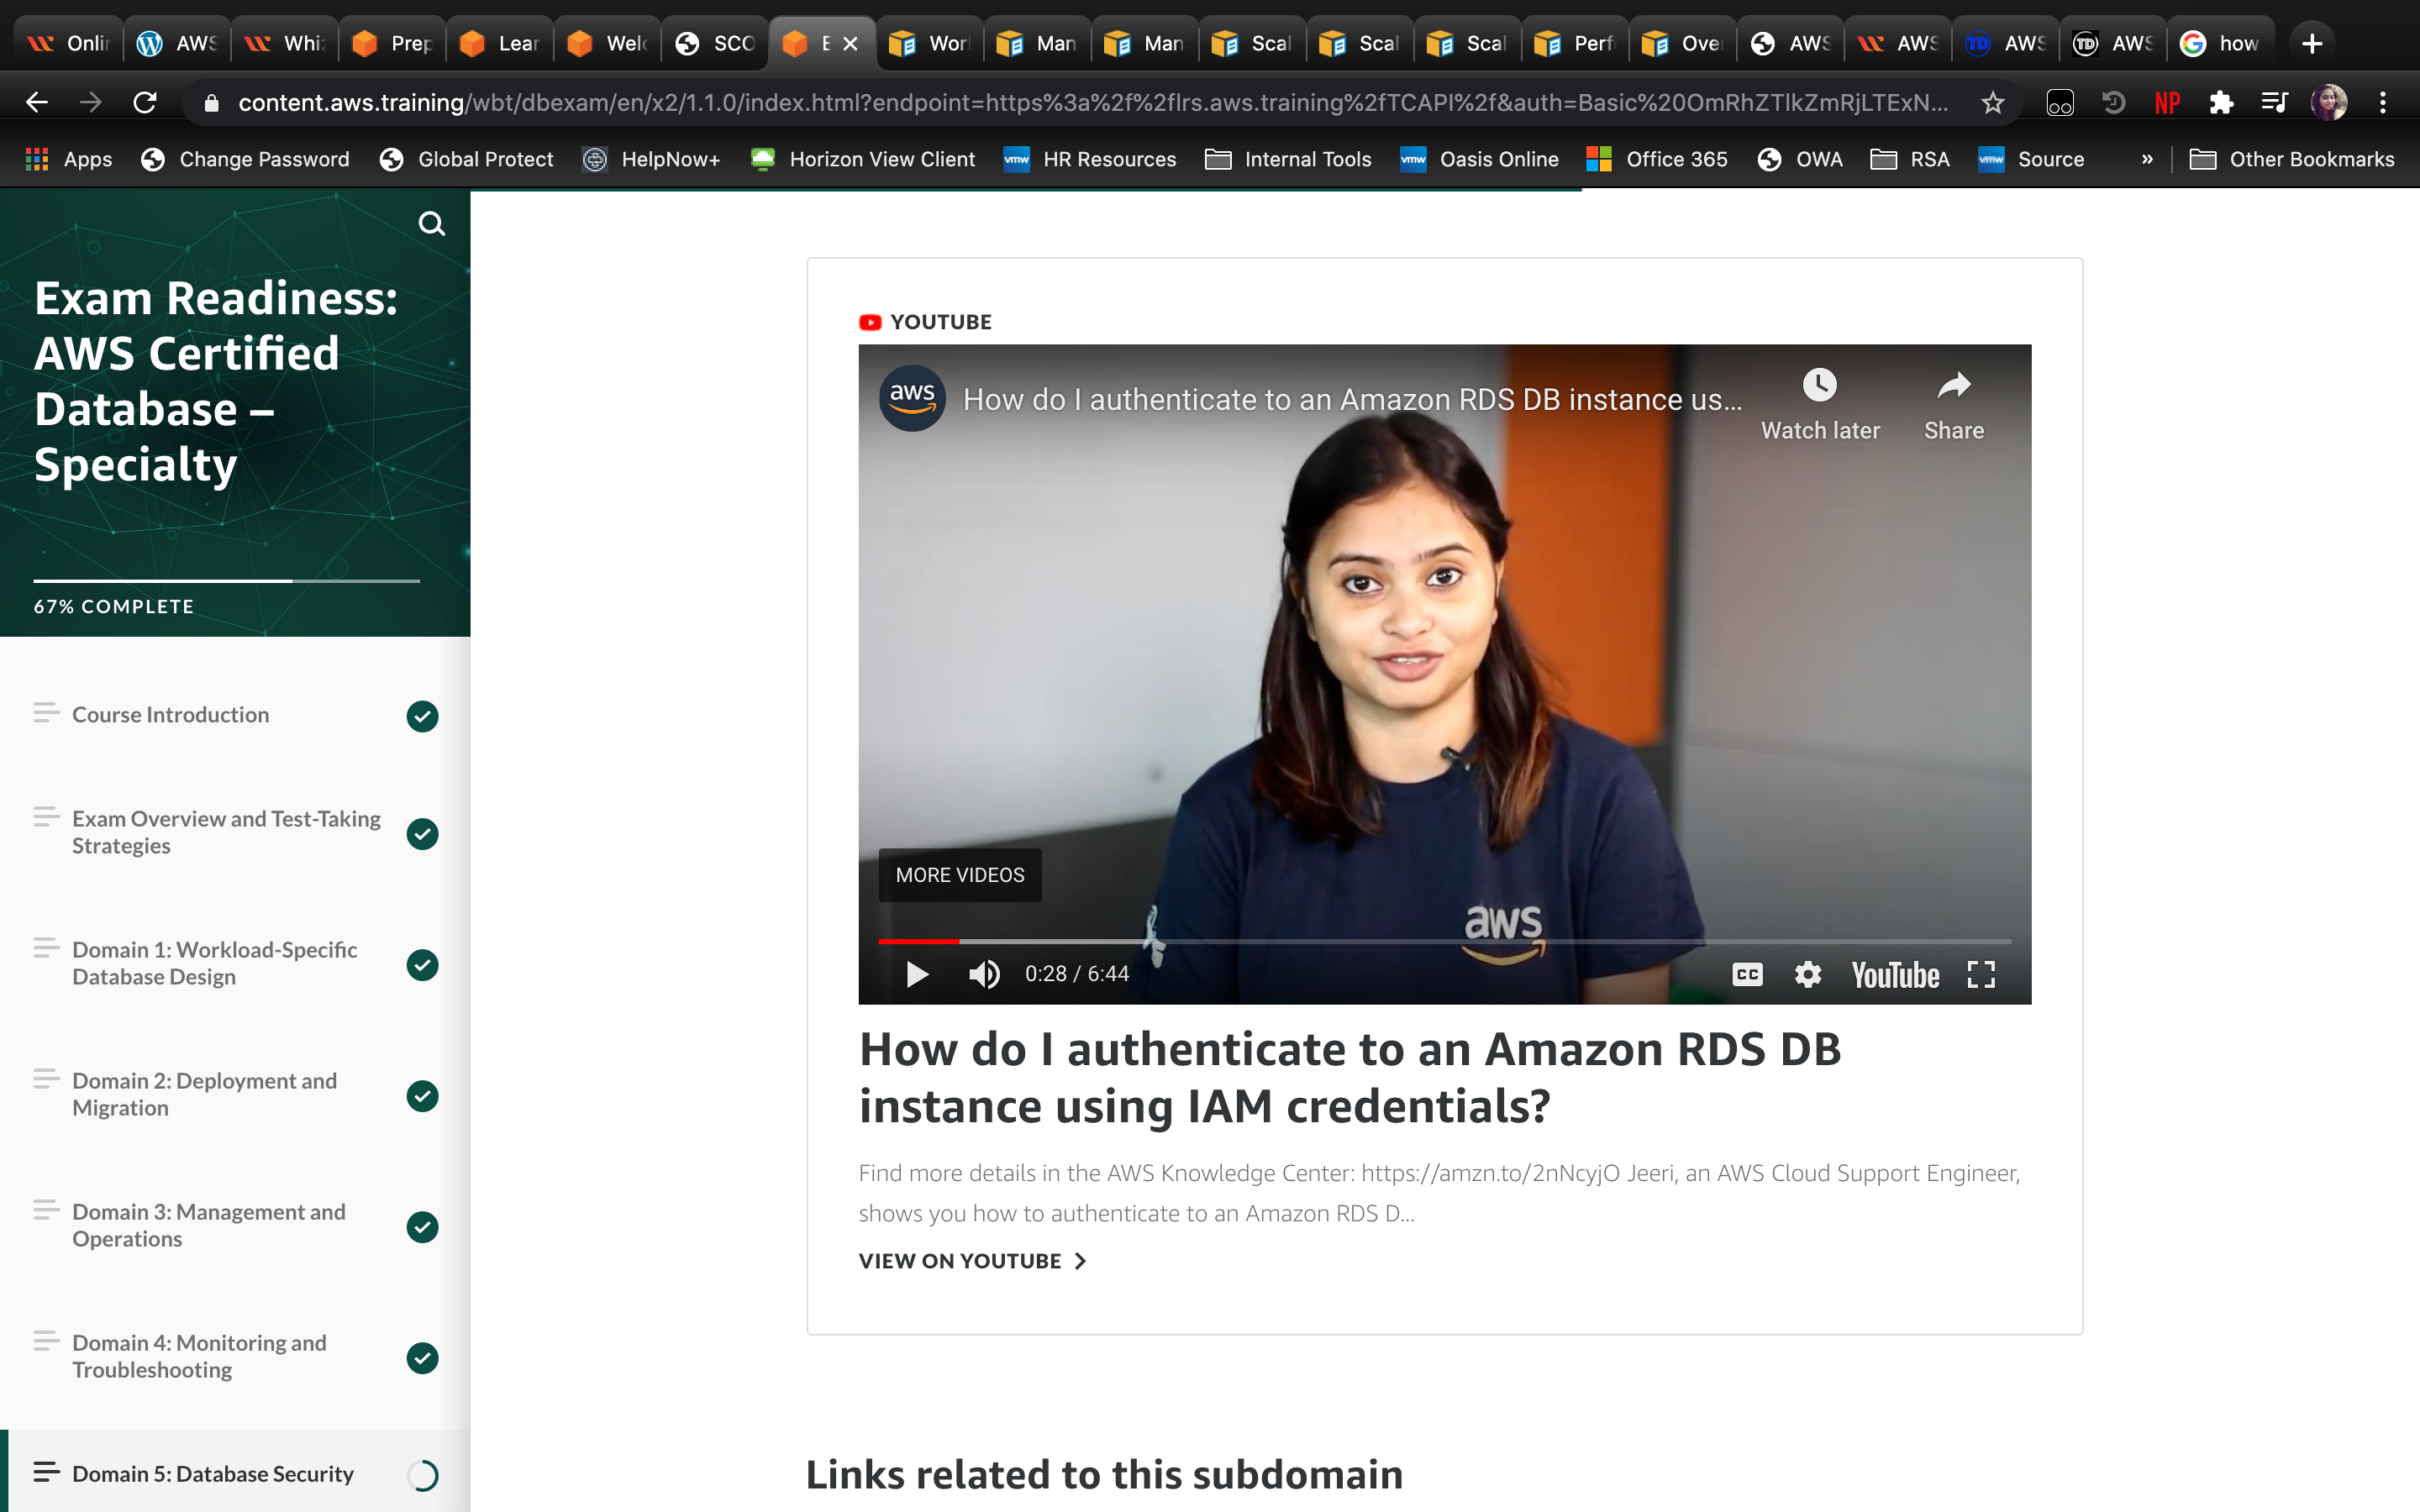 Onli AWS Whiz Prep Lear Welc SCO E Worl Man Man Scal Scal Scal Perf Ove AWS AWS AWS AWS how
content.aws.training/wbt/dbexam/en/x2/1.1.0/index.html?endpoint=https%3a%2f%2flrs.aws.training%2fTCAPI%2f&auth=Basic%20OmRhZTlkZmRjLTExN...
NP
Apps Change Password Global Protect HelpNow+ Horizon View Client vmw HR Resources Internal Tools vmw Oasis Online Office 365 OWA RSA vmw Source » Other Bookmarks
Exam Readiness:
AWS Certified
Database –
Specialty
67% COMPLETE
Course Introduction
Exam Overview and Test-Taking
Strategies
Domain 1: Workload-Specific
Database Design
Domain 2: Deployment and
Migration
Domain 3: Management and
Operations
Domain 4: Monitoring and
Troubleshooting
Domain 5: Database Security
YOUTUBE
aws How do I authenticate to an Amazon RDS DB instance us...
Watch later Share
MORE VIDEOS
aws
0:28 / 6:44
CC YouTube
How do I authenticate to an Amazon RDS DB
instance using IAM credentials?
Find more details in the AWS Knowledge Center: https://amzn.to/2nNcyjO Jeeri, an AWS Cloud Support Engineer,
shows you how to authenticate to an Amazon RDS D...
VIEW ON YOUTUBE
Links related to this subdomain